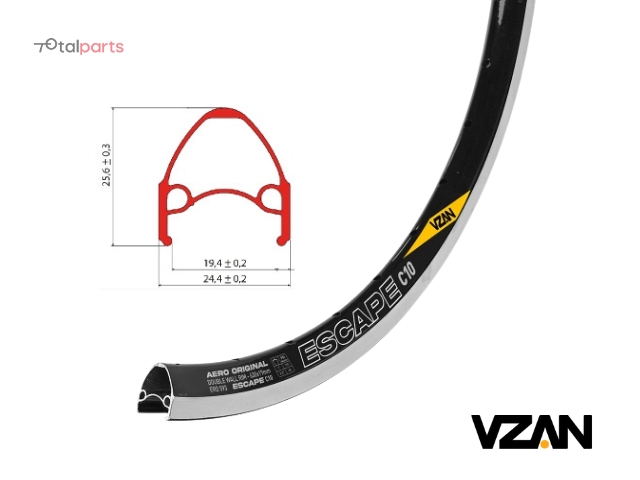 Totalparts
25,6 ± 0,3
19,4 ± 0,2
24,4 ± 0,2
VZAN
ESCAPE C10
AERO ORIGINAL
DOUBLE WALL RIM -
ESCAPE C10
VZAN